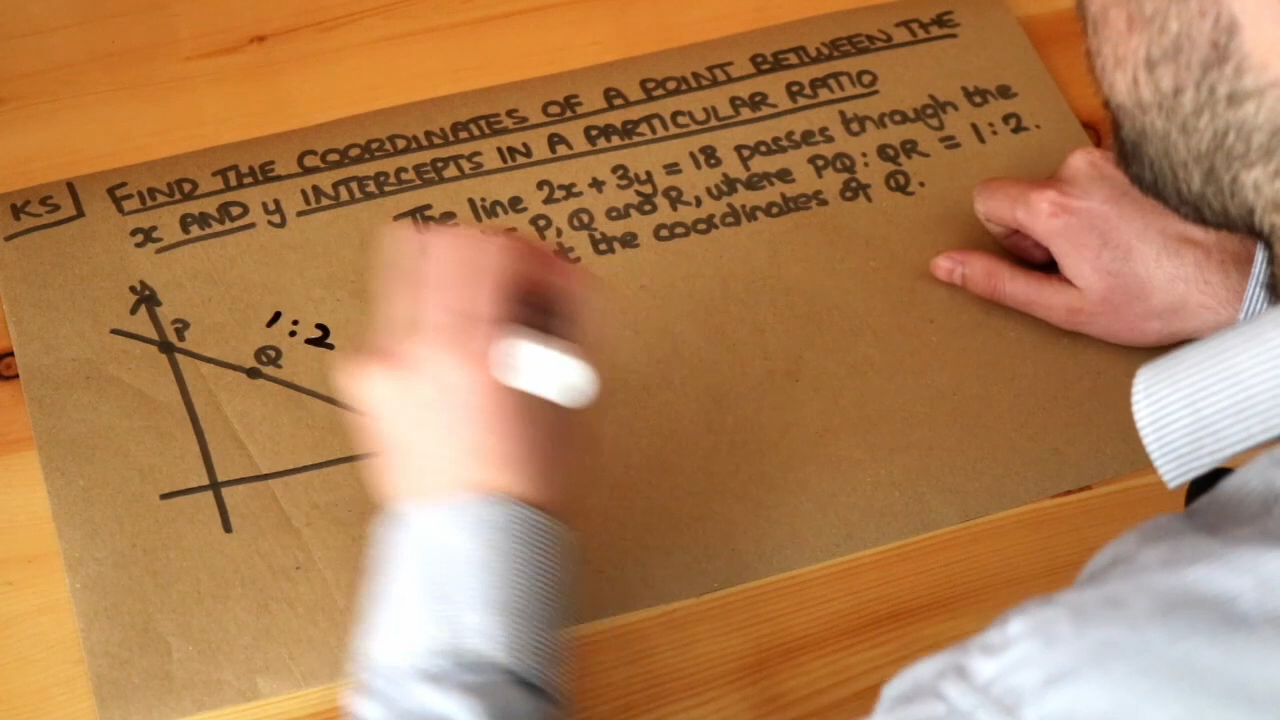 KS
FIND THE COORDINATES OF A POINT BETWEEN THE
x AND y INTERCEPTS IN A PARTICULAR RATIO
The line 2x + 3y = 18 passes through the
P, Q and R, where PQ : QR = 1 : 2.
the coordinates of Q.
y
P
Q
1 : 2